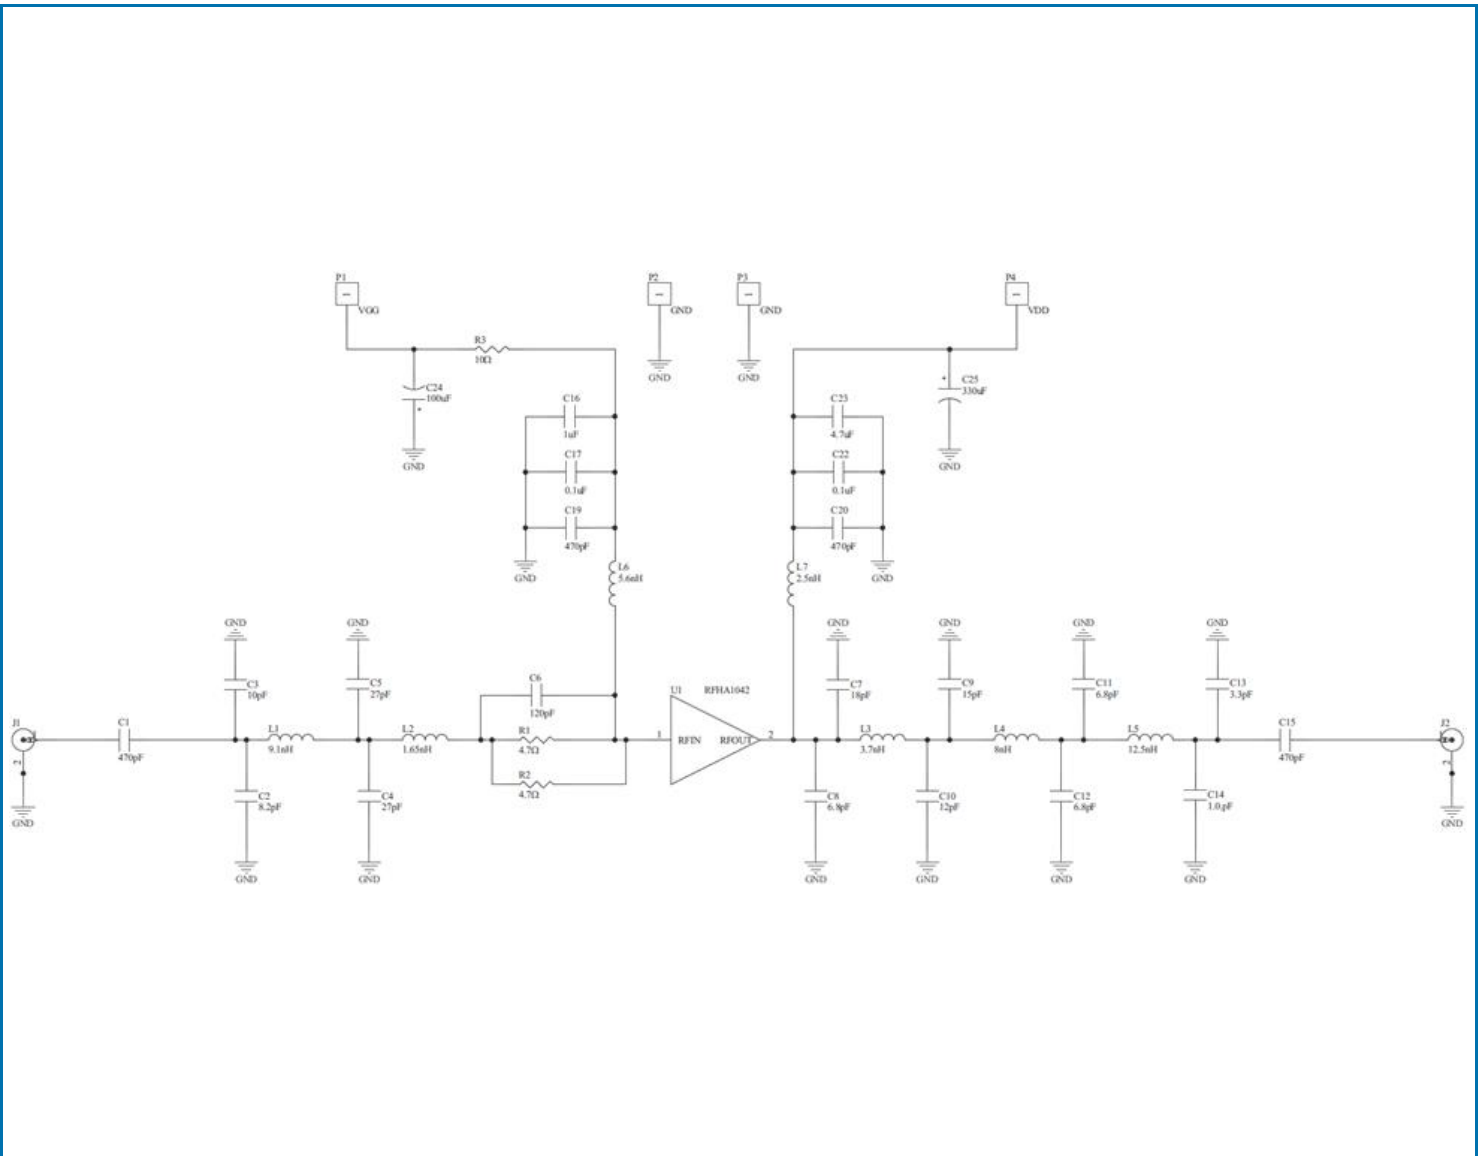 P1
VGG
P2
GND
GND
P3
GND
GND
P4
VDD
R3
10Ω
C24
100uF
GND
C16
1uF
C17
0.1uF
C19
470pF
GND
L6
5.6nH
C23
4.7uF
C22
0.1uF
C20
470pF
GND
L7
2.5nH
C25
330uF
GND
J1
2
GND
C1
470pF
GND
C3
10pF
C2
8.2pF
GND
L1
9.1nH
GND
C5
27pF
C4
27pF
GND
L2
1.65nH
C6
120pF
R1
4.7Ω
R2
4.7Ω
U1
RFHA1042
1
RFIN
RFOUT
2
GND
C7
18pF
C8
6.8pF
GND
L3
3.7nH
GND
C9
15pF
C10
12pF
GND
L4
8nH
GND
C11
6.8pF
C12
6.8pF
GND
L5
12.5nH
GND
C13
3.3pF
C14
1.0pF
GND
C15
470pF
J2
2
GND